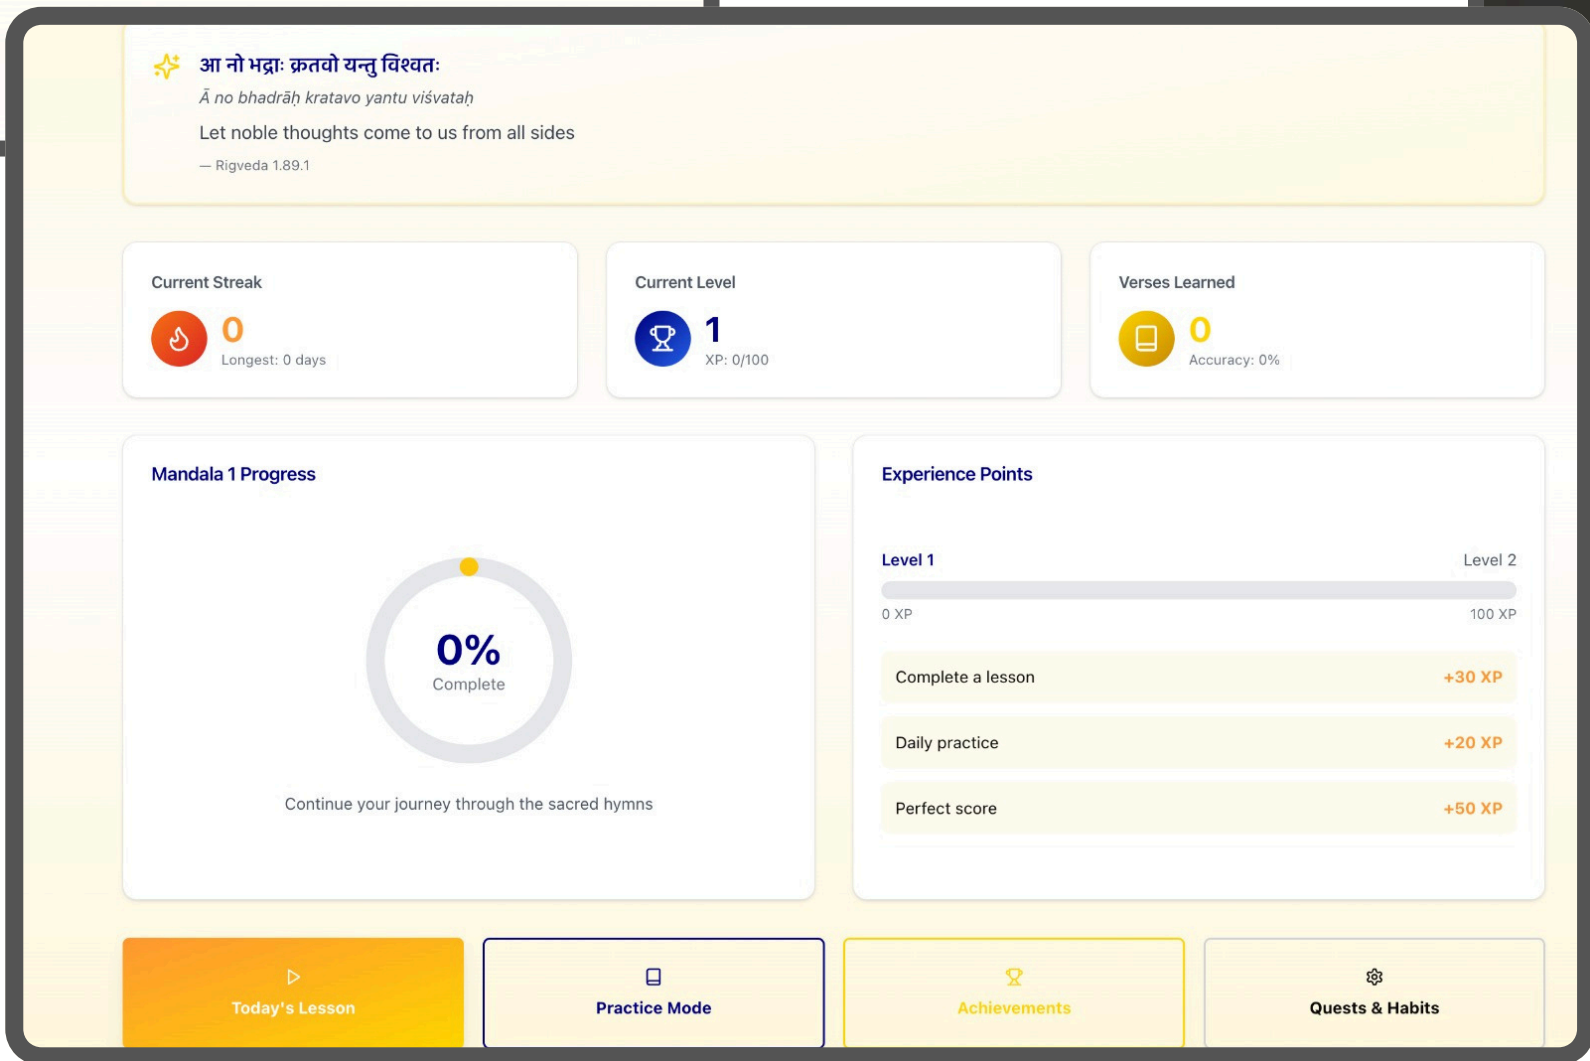 आ नो भद्राः क्रतवो यन्तु विश्वतः
Ā no bhadrāḥ kratavo yantu viśvataḥ
Let noble thoughts come to us from all sides
— Rigveda 1.89.1
Current Streak
0
Longest: 0 days
Current Level
1
XP: 0/100
Verses Learned
0
Accuracy: 0%
Mandala 1 Progress
0%
Complete
Continue your journey through the sacred hymns
Experience Points
Level 1 Level 2
0 XP 100 XP
Complete a lesson +30 XP
Daily practice +20 XP
Perfect score +50 XP
Today's Lesson
Practice Mode
Achievements
Quests & Habits